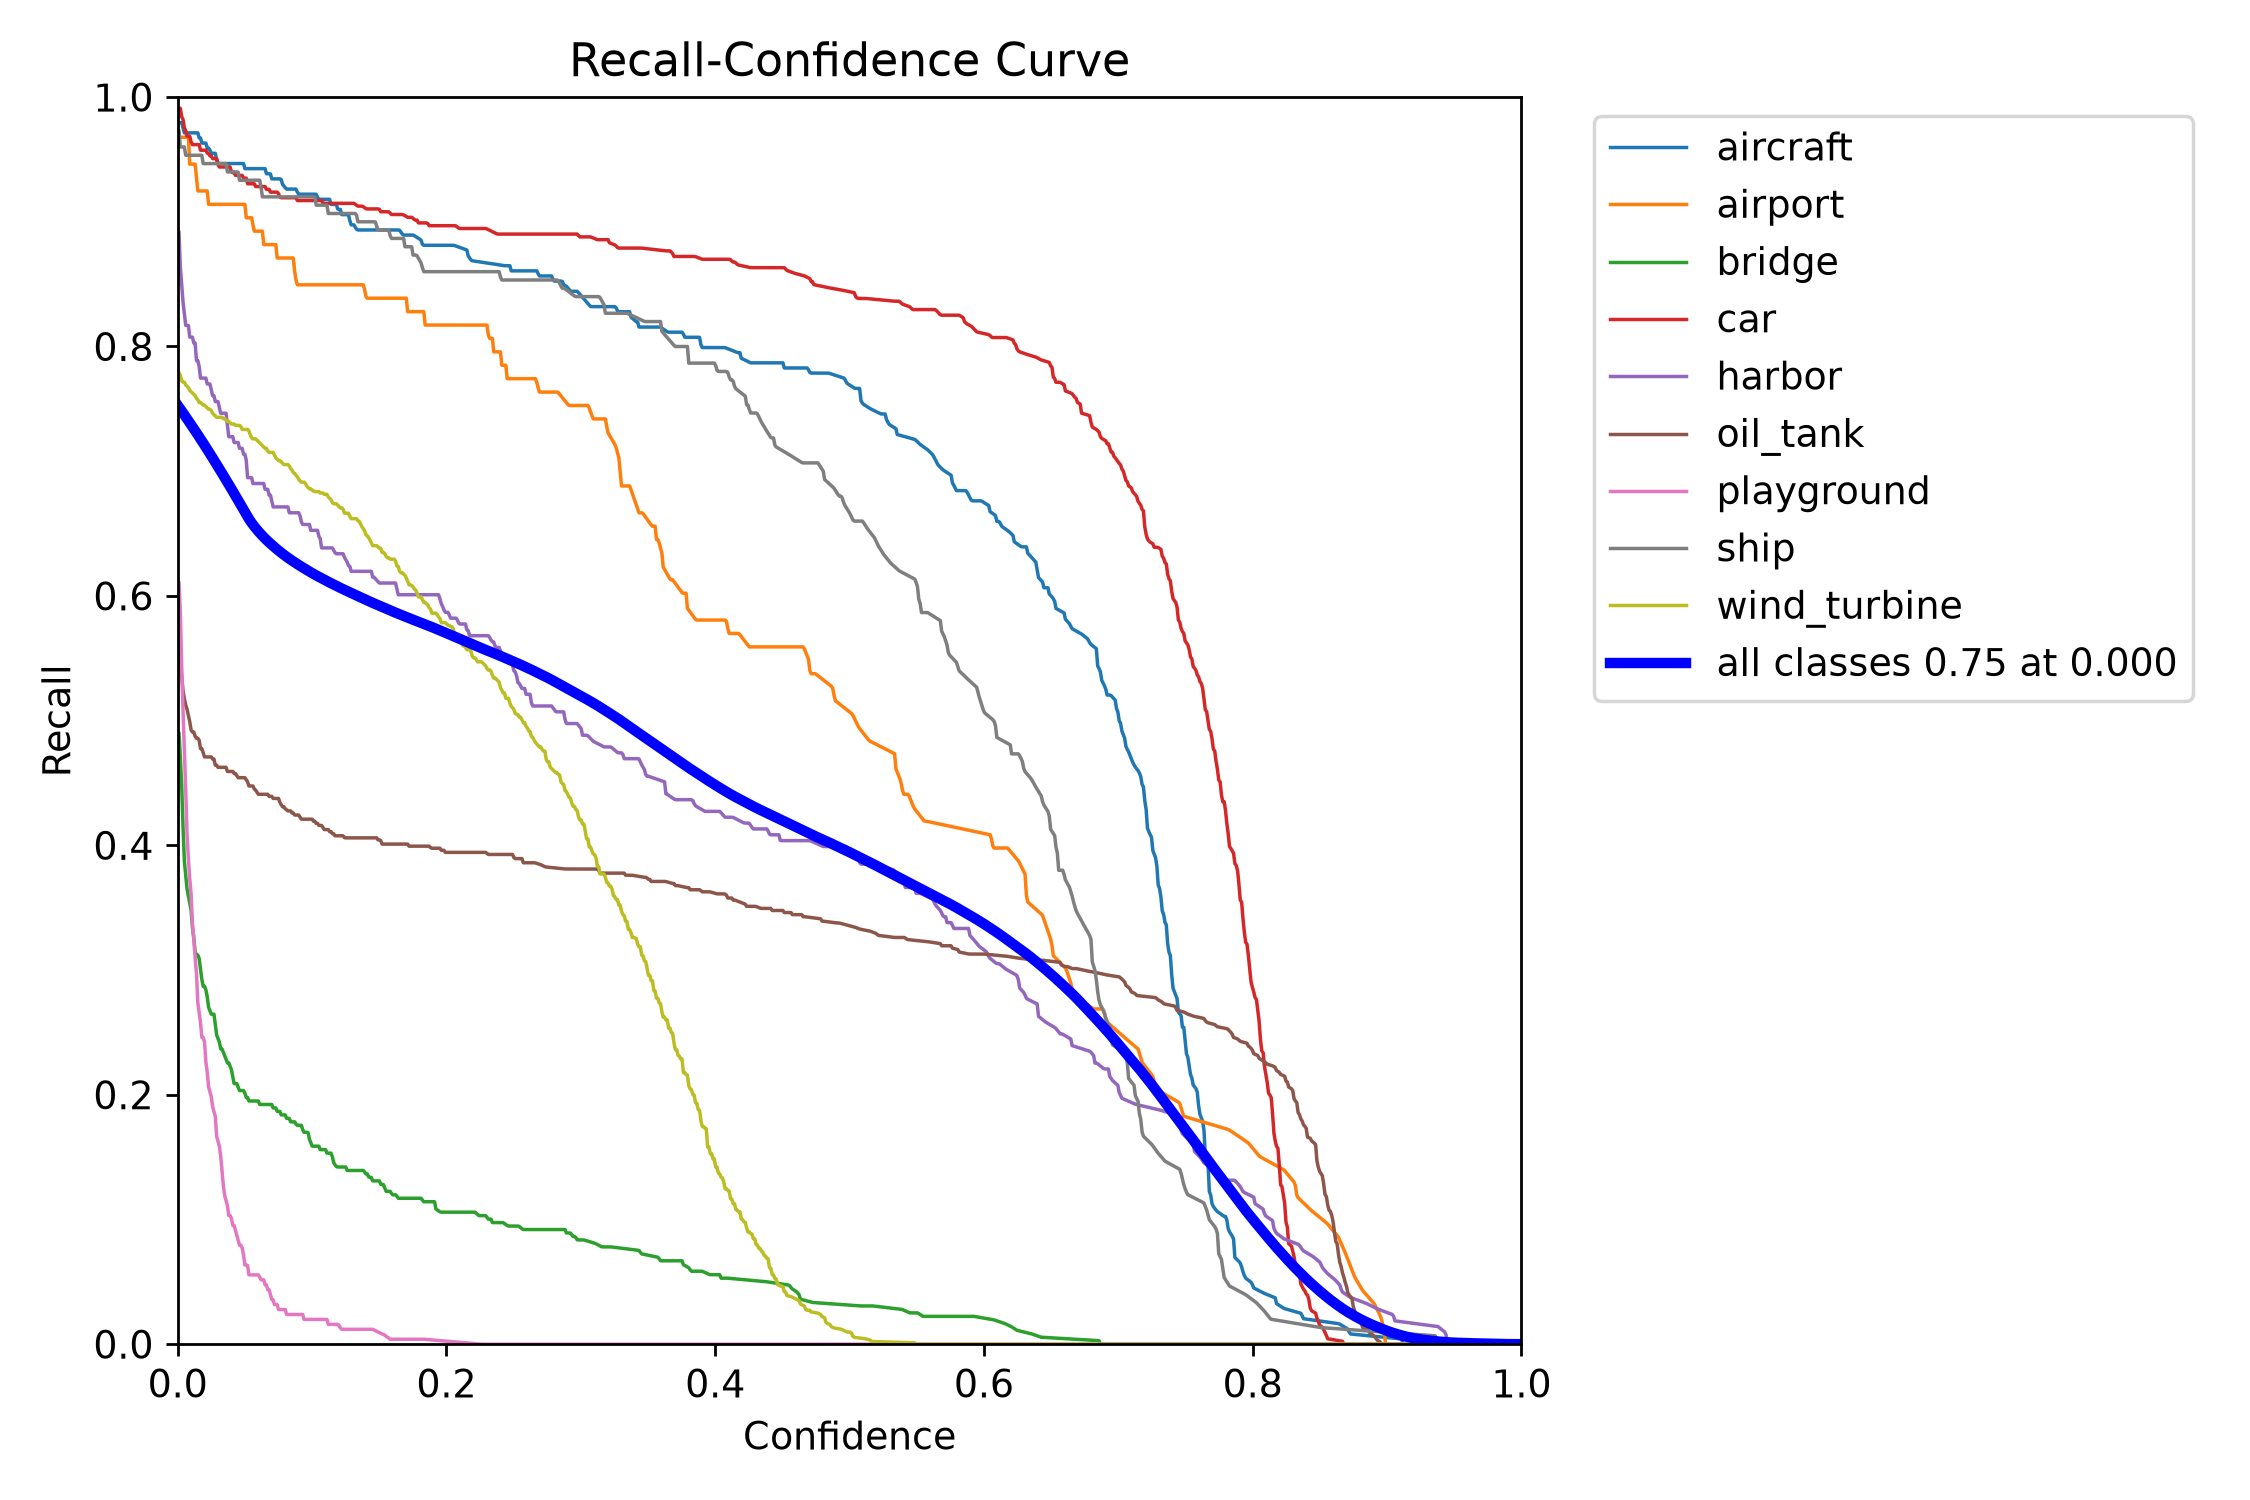 Recall-Confidence Curve
1.0
0.8
0.6
0.4
0.2
0.0
Recall
0.0 0.2 0.4 0.6 0.8 1.0
Confidence
aircraft
airport
bridge
car
harbor
oil_tank
playground
ship
wind_turbine
all classes 0.75 at 0.000